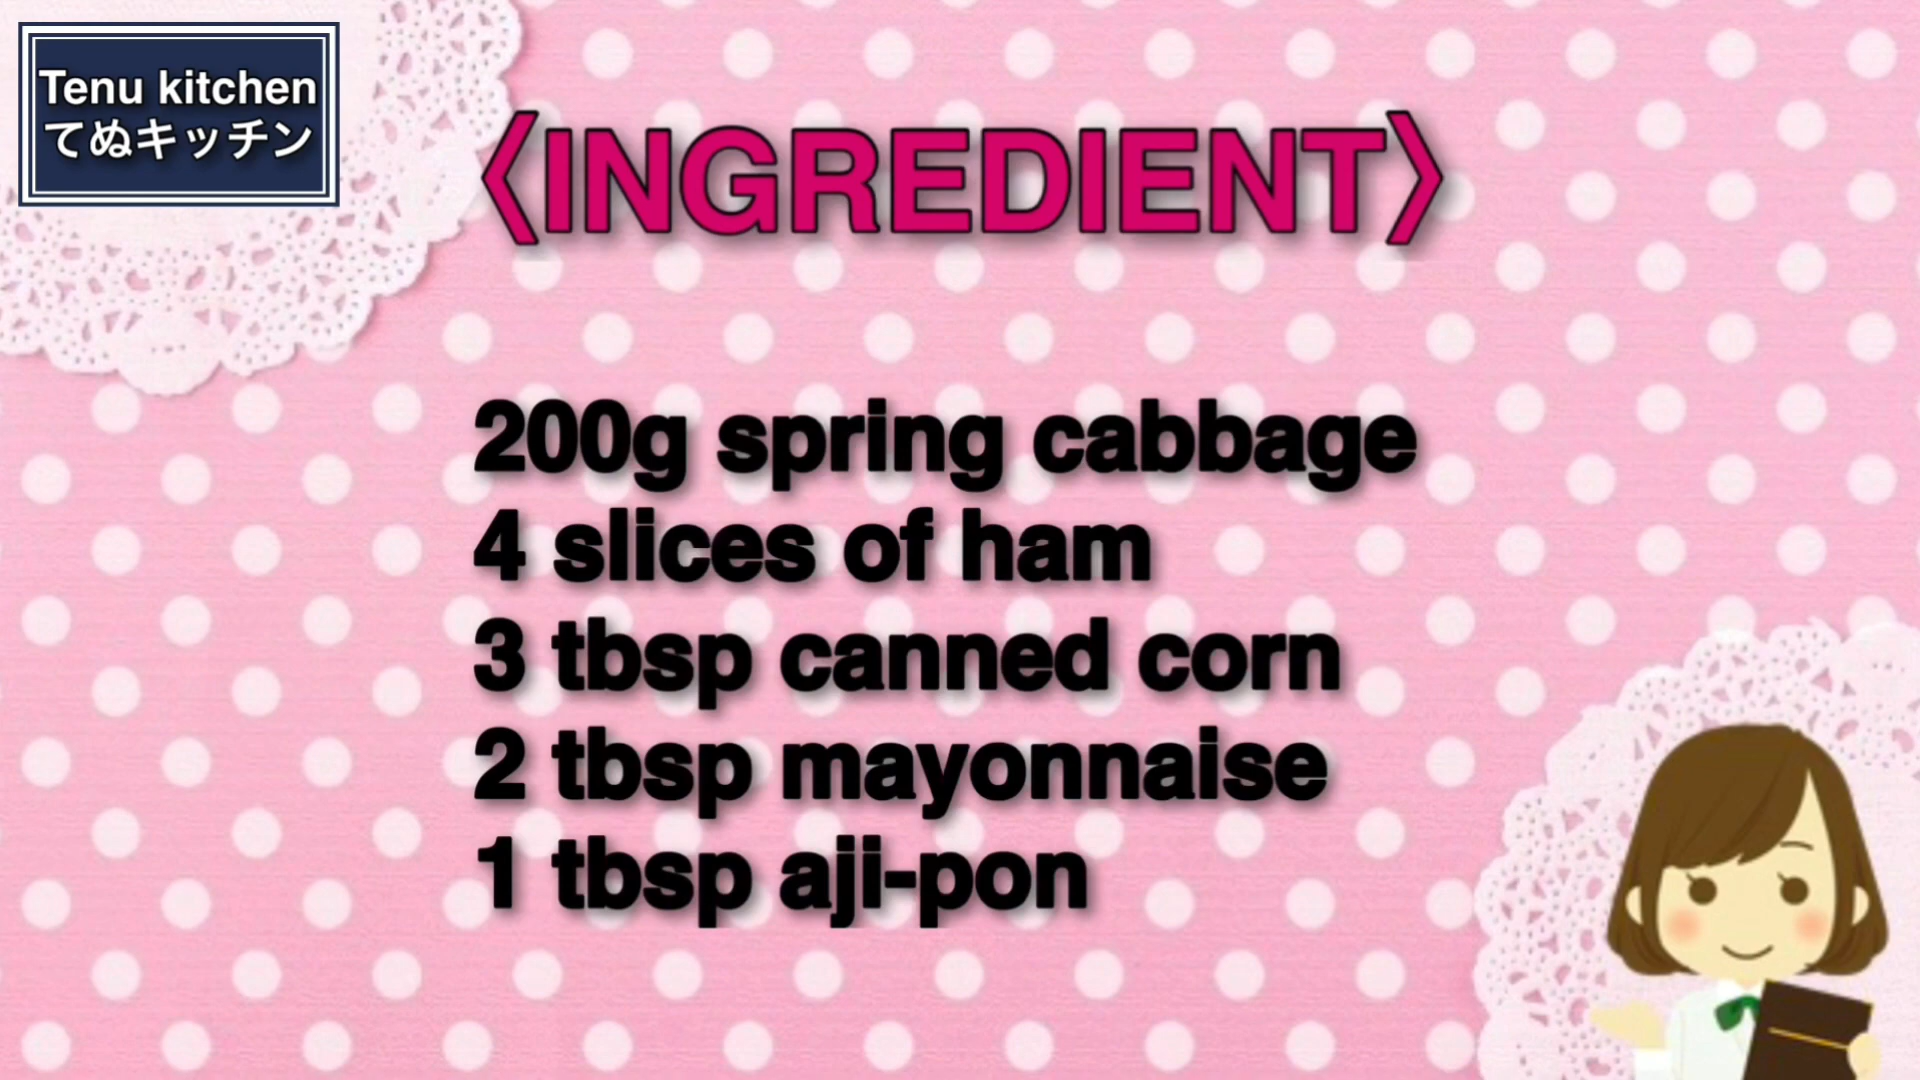 Tenu kitchen
てぬキッチン
〈INGREDIENT〉
200g spring cabbage
4 slices of ham
3 tbsp canned corn
2 tbsp mayonnaise
1 tbsp aji-pon